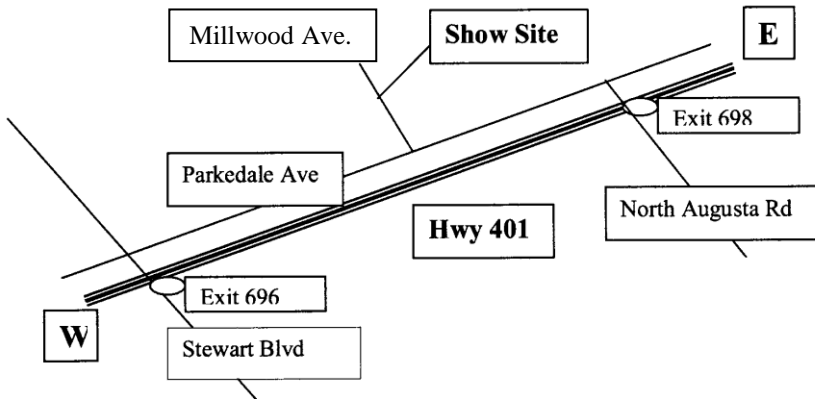 Millwood Ave.
Show Site
E
Exit 698
Parkedale Ave
North Augusta Rd
Hwy 401
Exit 696
W
Stewart Blvd